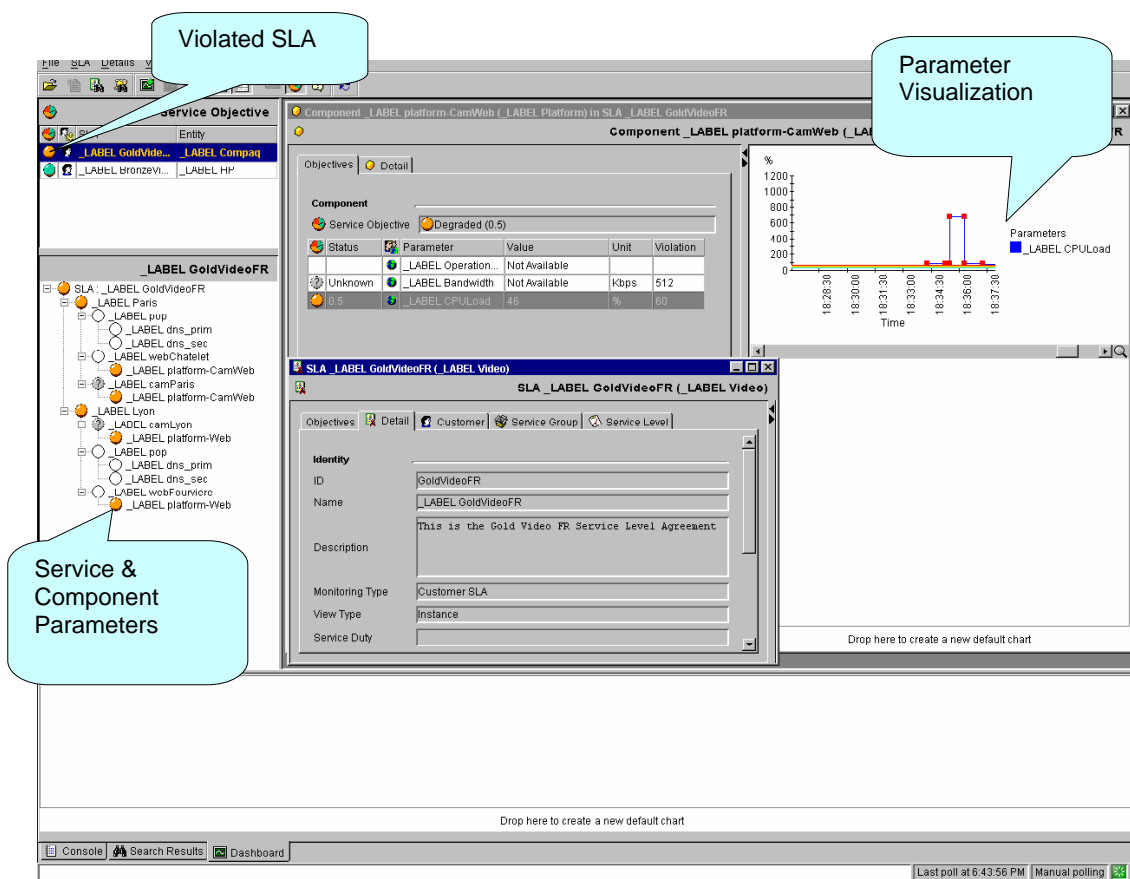 Violated SLA
Parameter
Visualization
File SLA Details
Service Objective
Entity
_LABEL GoldVide... _LABEL Compaq
_LABEL BronzeVi... _LABEL HP
Component _LABEL platform-CamWeb (_LABEL Platform) in SLA _LABEL GoldVideoFR
Component _LABEL platform-CamWeb
Objectives Detail
Component
Service Objective Degraded (0.5)
Status Parameter Value Unit Violation
_LABEL Operation... Not Available
Unknown _LABEL Bandwidth Not Available Kbps 512
0.5 _LABEL CPULoad 46 % 60
%
1200
1000
800
600
400
200
0
18:28:30
18:30:00
18:31:30
18:33:00
18:34:30
18:36:00
18:37:30
Time
Parameters
_LABEL CPULoad
_LABEL GoldVideoFR
SLA : _LABEL GoldVideoFR
_LABEL Paris
_LABEL pop
_LABEL dns_prim
_LABEL dns_sec
_LABEL webChatelet
_LABEL platform-CamWeb
_LABEL camParis
_LABEL platform-CamWeb
_LABEL Lyon
_LABEL camLyon
_LABEL platform-Web
_LABEL pop
_LABEL dns_prim
_LABEL dns_sec
_LABEL webFourviere
_LABEL platform-Web
Service &
Component
Parameters
SLA _LABEL GoldVideoFR (_LABEL Video)
SLA _LABEL GoldVideoFR (_LABEL Video)
Objectives Detail Customer Service Group Service Level
Identity
ID GoldVideoFR
Name _LABEL GoldVideoFR
Description This is the Gold Video FR Service Level Agreement
Monitoring Type Customer SLA
View Type Instance
Service Duty
Drop here to create a new default chart
Drop here to create a new default chart
Console Search Results Dashboard
Last poll at 6:43:56 PM Manual polling